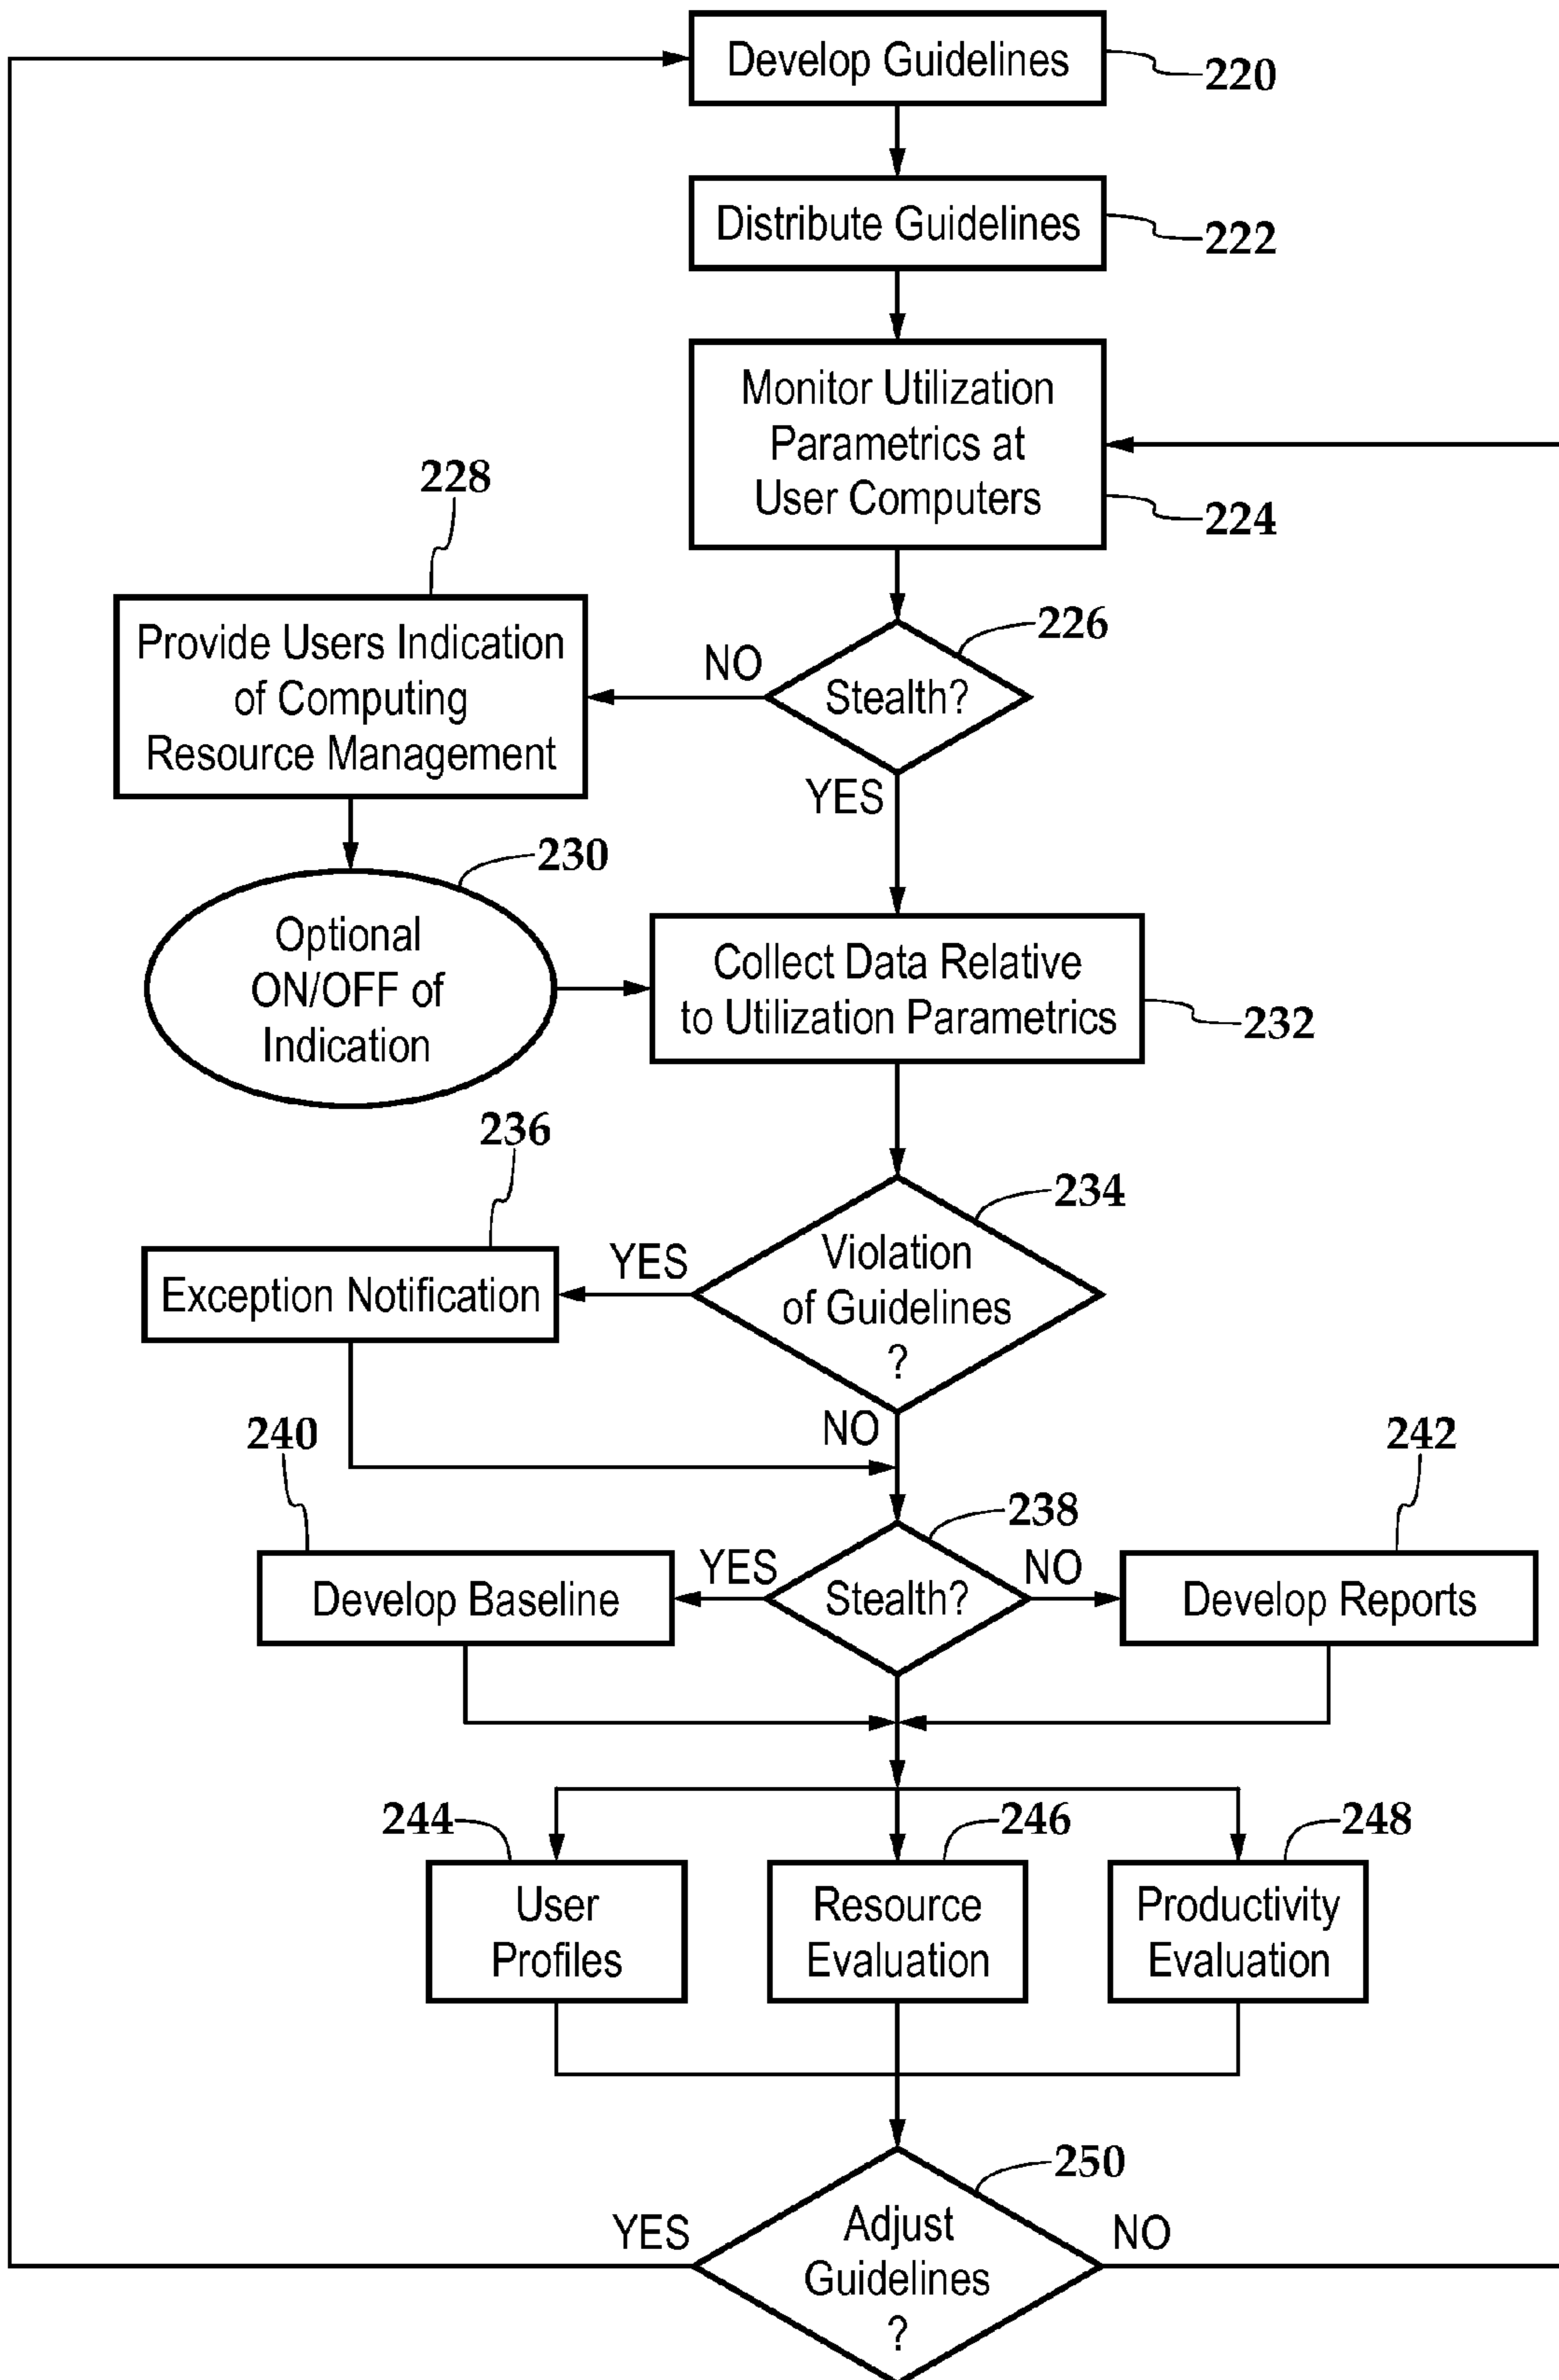 Develop Guidelines
220
Distribute Guidelines
222
Monitor Utilization
Parametrics at
User Computers
224
228
Provide Users Indication
of Computing
Resource Management
NO
226
Stealth?
YES
230
Optional
ON/OFF of
Indication
Collect Data Relative
to Utilization Parametrics
232
236
234
Exception Notification
YES
Violation
of Guidelines
?
NO
240
242
238
Develop Baseline
YES
Stealth?
NO
Develop Reports
244
246
248
User
Profiles
Resource
Evaluation
Productivity
Evaluation
250
YES
Adjust
Guidelines
?
NO